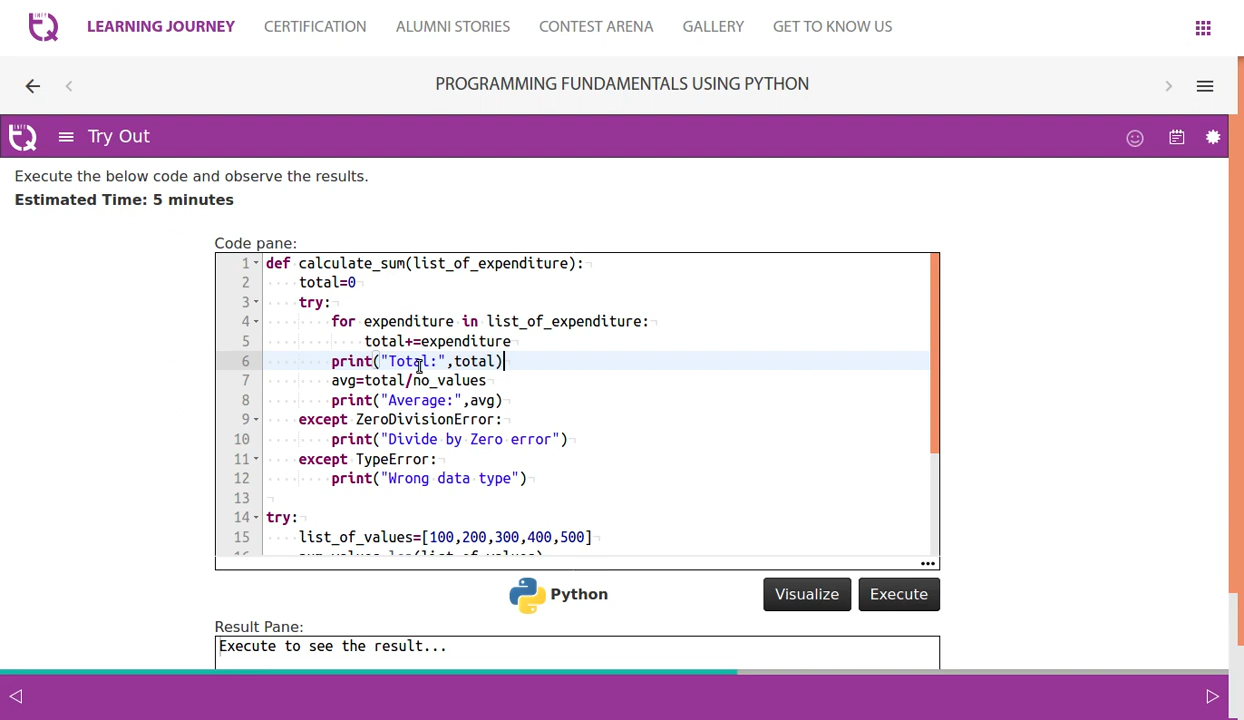 LEARNING JOURNEY CERTIFICATION ALUMNI STORIES CONTEST ARENA GALLERY GET TO KNOW US
PROGRAMMING FUNDAMENTALS USING PYTHON
Try Out
Execute the below code and observe the results.
Estimated Time: 5 minutes
Code pane:
1 def calculate_sum(list_of_expenditure):
2 total=0
3 try:
4 for expenditure in list_of_expenditure:
5 total+=expenditure
6 print("Total:",total)
7 avg=total/no_values
8 print("Average:",avg)
9 except ZeroDivisionError:
10 print("Divide by Zero error")
11 except TypeError:
12 print("Wrong data type")
13
14 try:
15 list_of_values=[100,200,300,400,500]
Python Visualize Execute
Result Pane:
Execute to see the result...